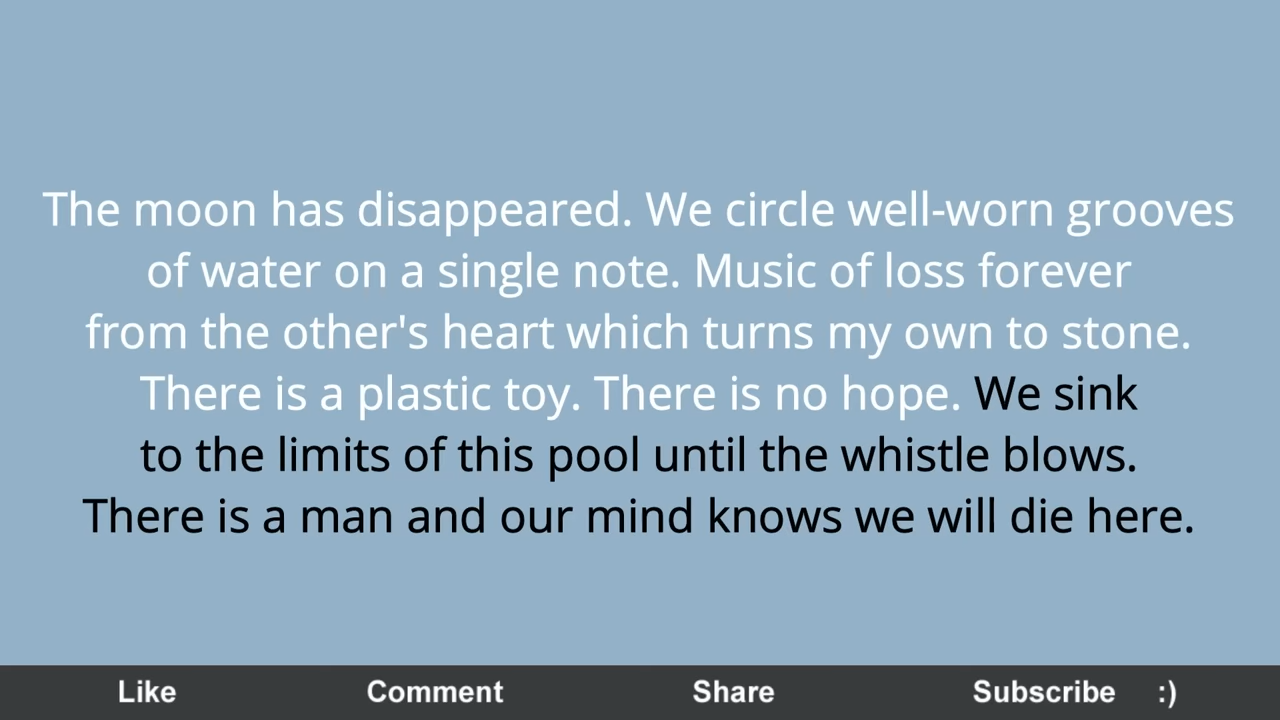 The moon has disappeared. We circle well-worn grooves
of water on a single note. Music of loss forever
from the other's heart which turns my own to stone.
There is a plastic toy. There is no hope. We sink
to the limits of this pool until the whistle blows.
There is a man and our mind knows we will die here.
Like Comment Share Subscribe :)